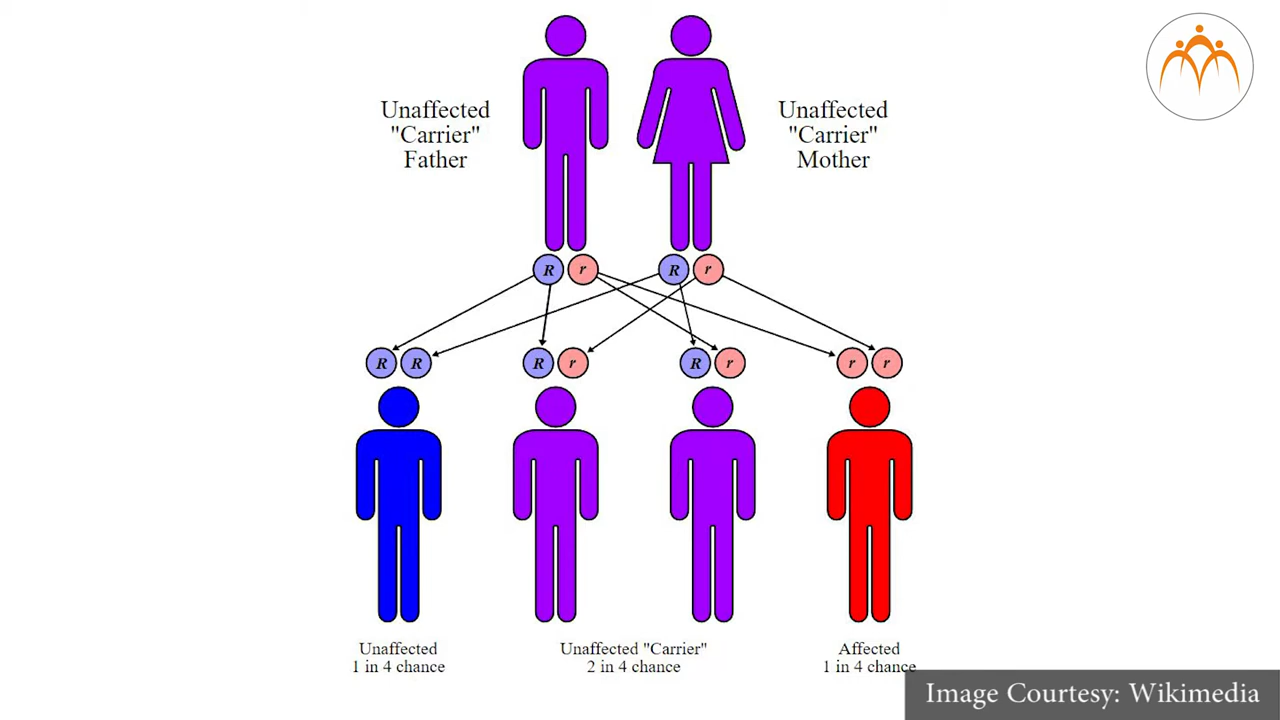 Unaffected
"Carrier"
Father
Unaffected
"Carrier"
Mother
R r R r
R R R r R r r r
Unaffected
1 in 4 chance
Unaffected "Carrier"
2 in 4 chance
Affected
1 in 4 chance
Image Courtesy: Wikimedia